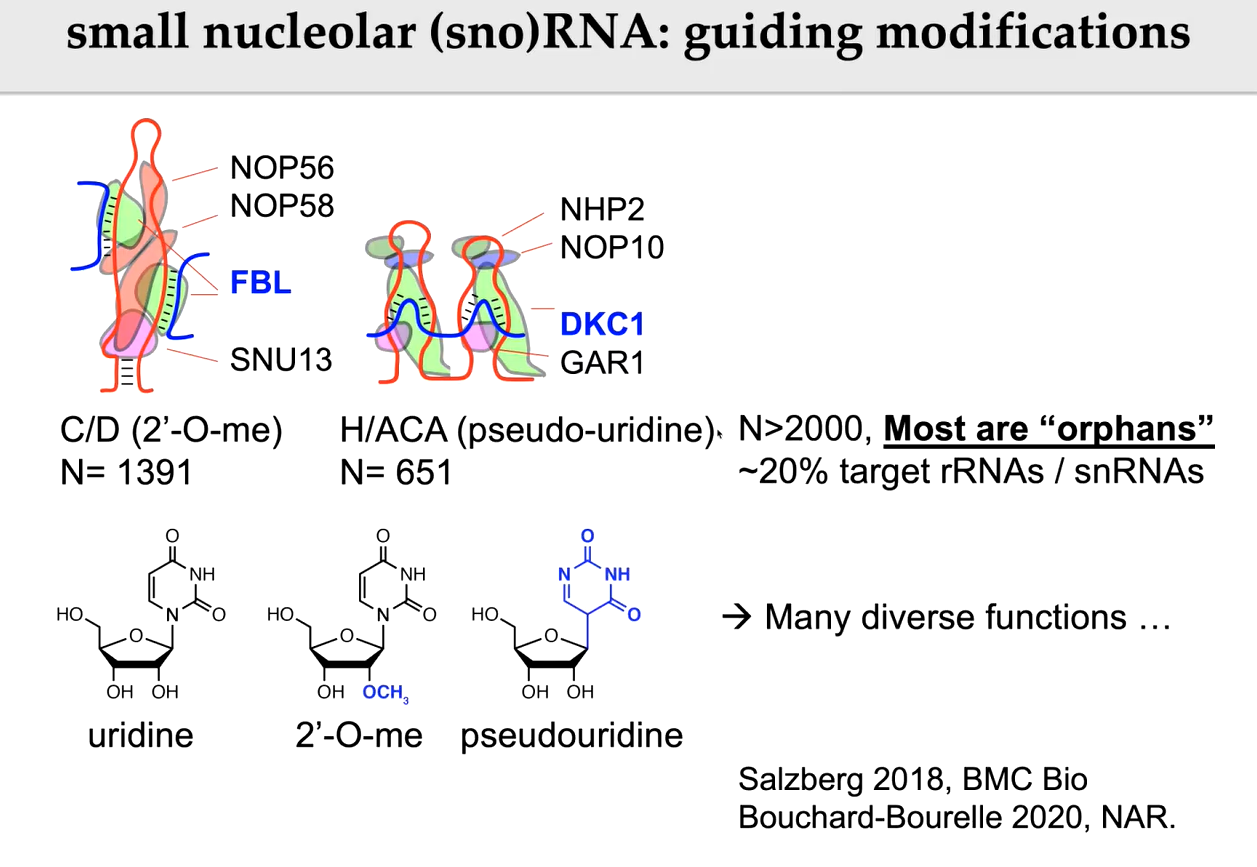 small nucleolar (sno)RNA: guiding modifications
NOP56
NOP58
FBL
SNU13
NHP2
NOP10
DKC1
GAR1
C/D (2’-O-me)
N= 1391
H/ACA (pseudo-uridine)
N= 651
N>2000, Most are “orphans”
~20% target rRNAs / snRNAs
O
NH
N
O
HO
O
OH OH
uridine
O
NH
N
O
HO
O
OH OCH3
2’-O-me
O
N NH
O
HO
O
OH OH
pseudouridine
→ Many diverse functions …
Salzberg 2018, BMC Bio
Bouchard-Bourelle 2020, NAR.